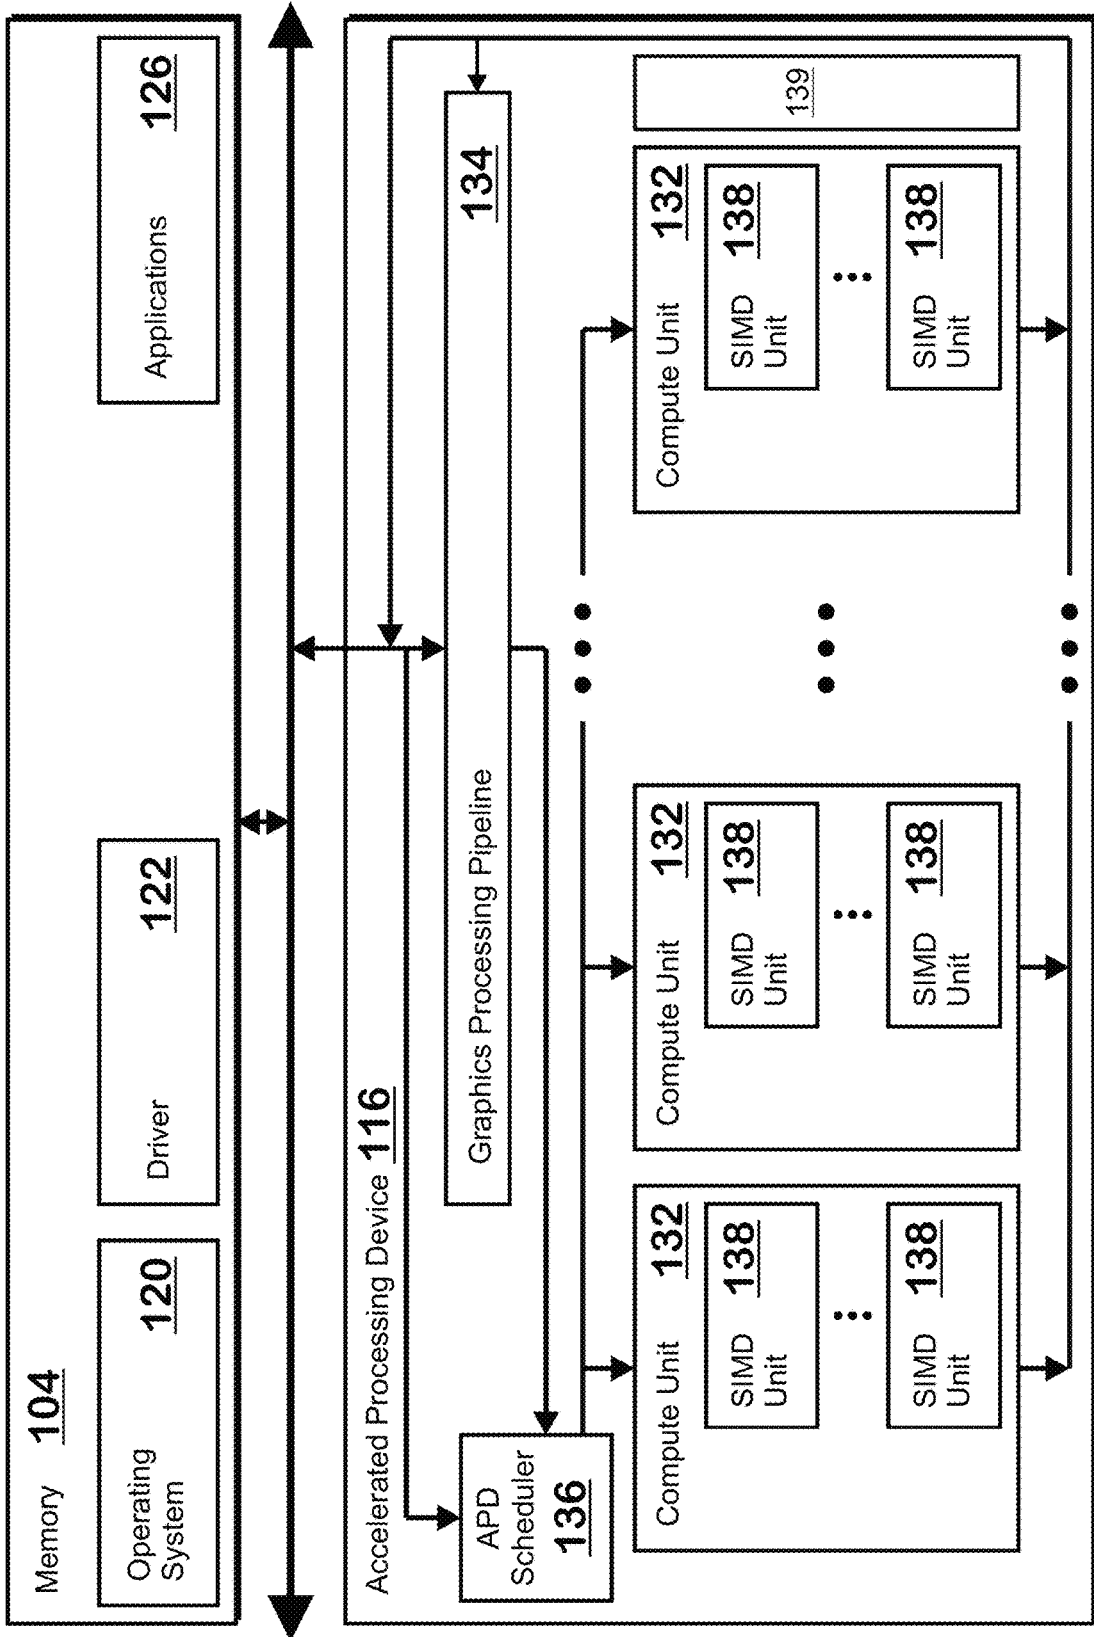 Memory 104
Operating
System
120
Driver
122
Applications
126
Accelerated Processing Device 116
APD
Scheduler
136
Graphics Processing Pipeline
134
Compute Unit 132
SIMD
Unit
138
SIMD
Unit
138
Compute Unit 132
SIMD
Unit
138
SIMD
Unit
138
Compute Unit 132
SIMD
Unit
138
SIMD
Unit
138
139